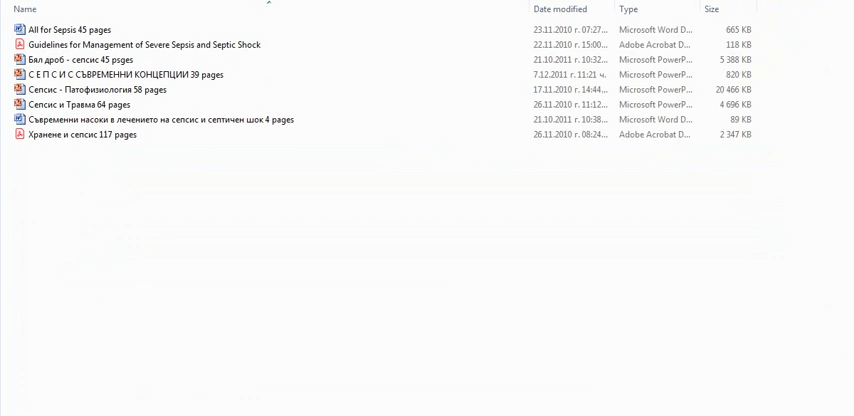 Name Date modified Type Size
All for Sepsis 45 pages 23.11.2010 г. 07:27... Microsoft Word D... 665 KB
Guidelines for Management of Severe Sepsis and Septic Shock 22.11.2010 г. 15:00... Adobe Acrobat D... 118 KB
Бял дроб - сепсис 45 psges 21.10.2011 г. 10:32... Microsoft PowerP... 5 388 KB
С Е П С И С СЪВРЕМЕННИ КОНЦЕПЦИИ 39 pages 7.12.2011 г. 11:21 ч. Microsoft PowerP... 820 KB
Сепсис - Патофизиология 58 pages 17.11.2010 г. 14:44... Microsoft PowerP... 20 466 KB
Сепсис и Травма 64 pages 26.11.2010 г. 11:12... Microsoft PowerP... 4 696 KB
Съвременни насоки в лечението на сепсис и септичен шок 4 pages 21.10.2011 г. 10:38... Microsoft Word D... 89 KB
Хранене и сепсис 117 pages 26.11.2010 г. 08:24... Adobe Acrobat D... 2 347 KB